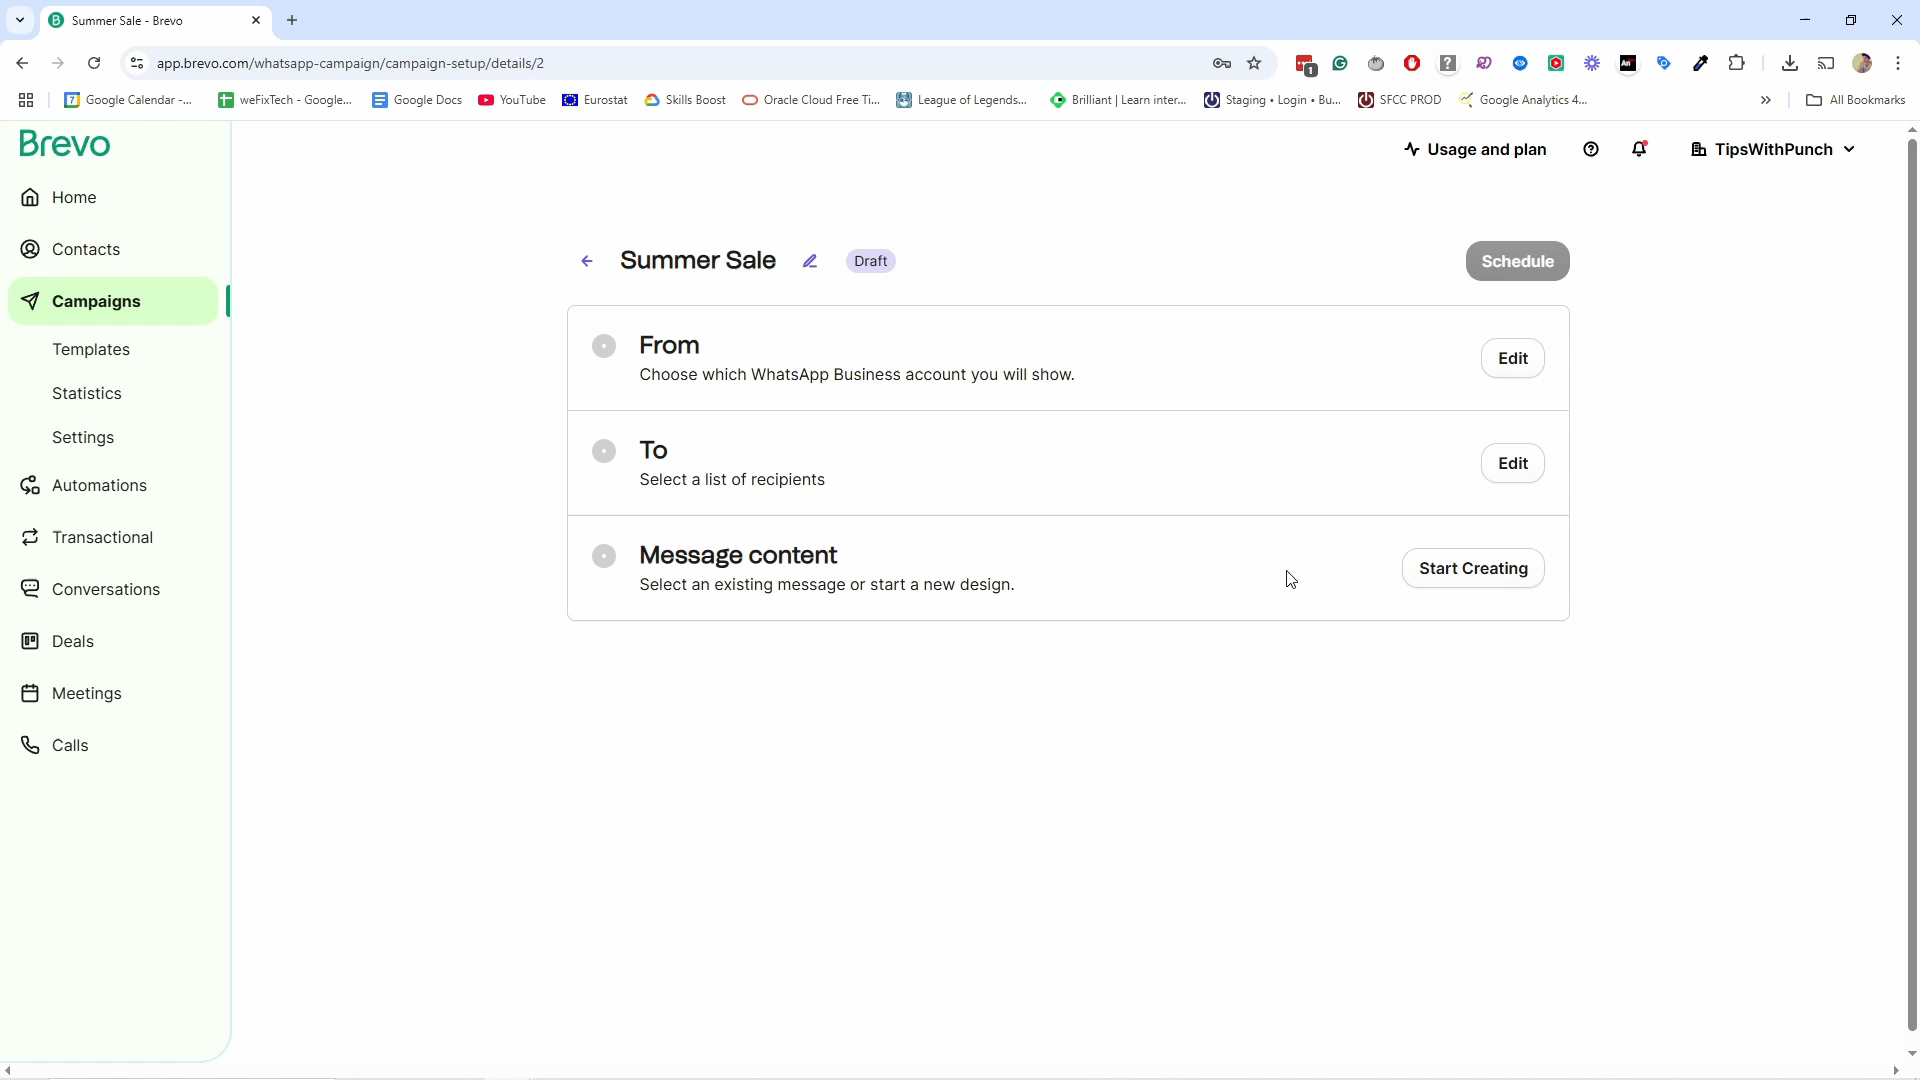 Summer Sale - Brevo
app.brevo.com/whatsapp-campaign/campaign-setup/details/2
1
Google Calendar -...
weFixTech - Google...
Google Docs
YouTube
Eurostat
Skills Boost
Oracle Cloud Free Ti...
League of Legends...
Brilliant | Learn inter...
Staging • Login • Bu...
SFCC PROD
Google Analytics 4...
»
All Bookmarks
Brevo
Usage and plan
TipsWithPunch
Home
Contacts
Campaigns
Templates
Statistics
Settings
Automations
Transactional
Conversations
Deals
Meetings
Calls
Summer Sale
Draft
Schedule
From
Choose which WhatsApp Business account you will show.
Edit
To
Select a list of recipients
Edit
Message content
Select an existing message or start a new design.
Start Creating